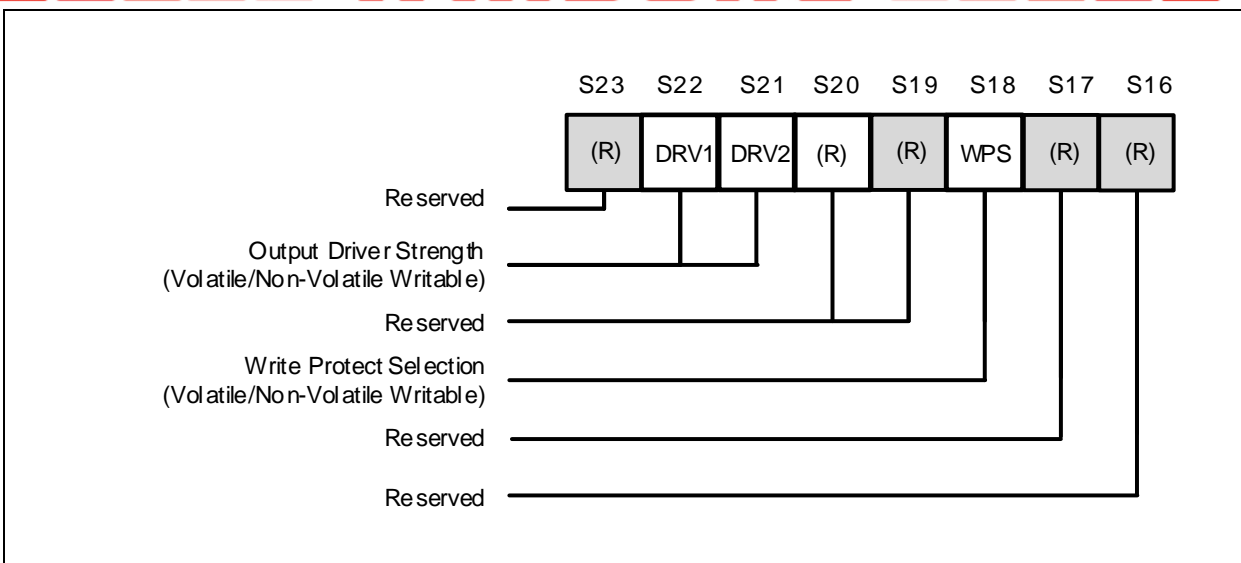 S23 S22 S21 S20 S19 S18 S17 S16
(R) DRV1 DRV2 (R) (R) WPS (R) (R)
Reserved
Output Driver Strength
(Volatile/Non-Volatile Writable)
Reserved
Write Protect Selection
(Volatile/Non-Volatile Writable)
Reserved
Reserved